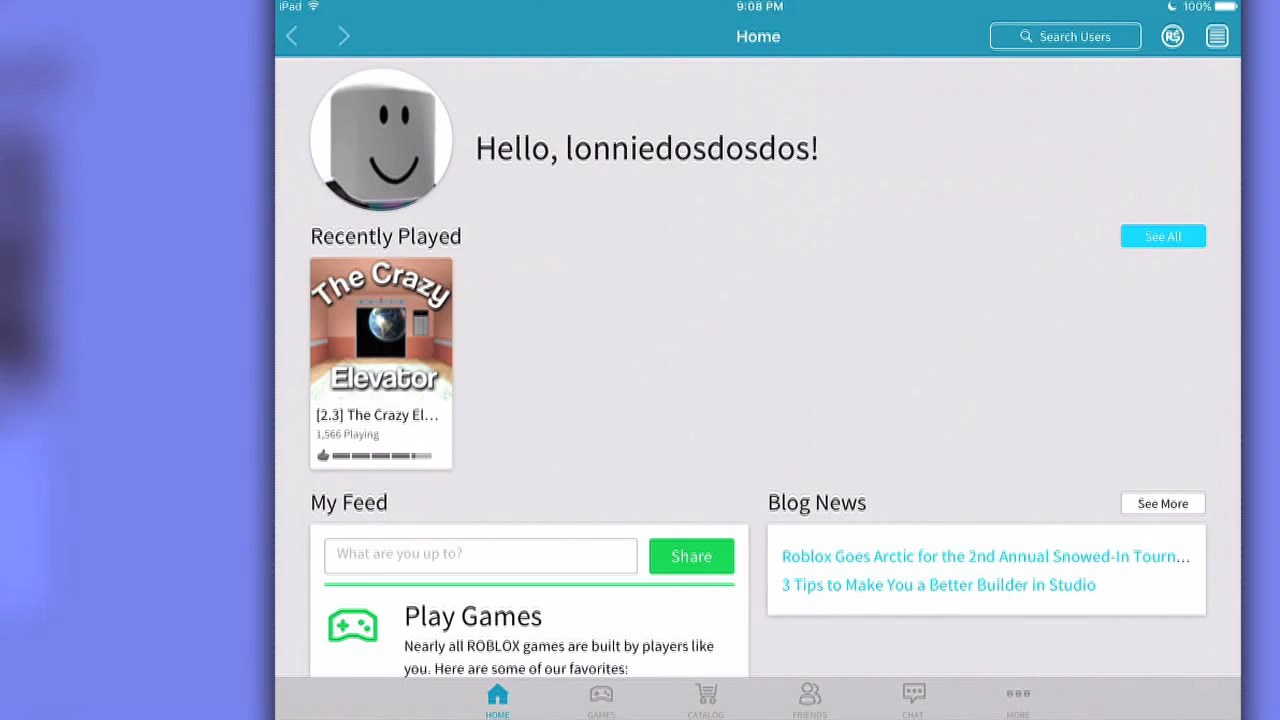 iPad 9:08 PM 100%
Home
Search Users
R$
Hello, lonniedosdosdos!
Recently Played
See All
The Crazy
Elevator
[2.3] The Crazy El...
1,566 Playing
My Feed
Blog News
See More
What are you up to?
Share
Roblox Goes Arctic for the 2nd Annual Snowed-In Tourn...
3 Tips to Make You a Better Builder in Studio
Play Games
Nearly all ROBLOX games are built by players like
you. Here are some of our favorites:
HOME GAMES CATALOG FRIENDS CHAT MORE